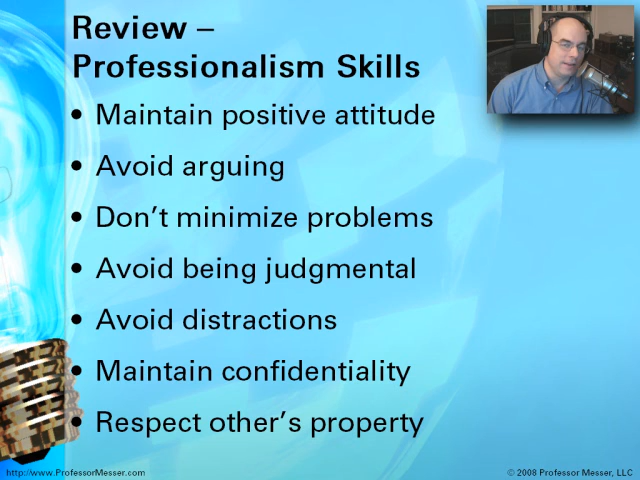 Review –
Professionalism Skills
• Maintain positive attitude
• Avoid arguing
• Don't minimize problems
• Avoid being judgmental
• Avoid distractions
• Maintain confidentiality
• Respect other's property
http://www.ProfessorMesser.com
© 2008 Professor Messer, LLC